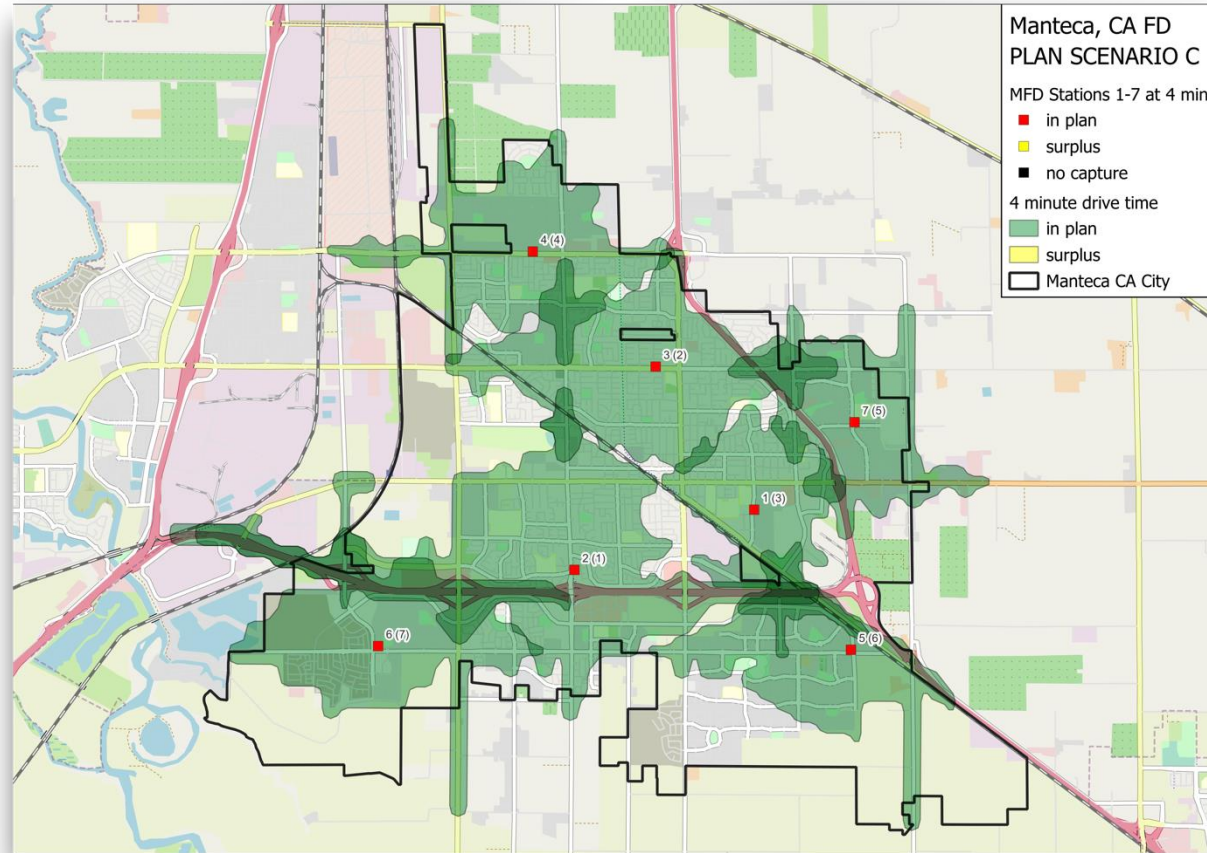 Manteca, CA FD
PLAN SCENARIO C
MFD Stations 1-7 at 4 min
in plan
surplus
no capture
4 minute drive time
in plan
surplus
Manteca CA City
4 (4)
3 (2)
7 (5)
1 (3)
2 (1)
6 (7)
5 (6)